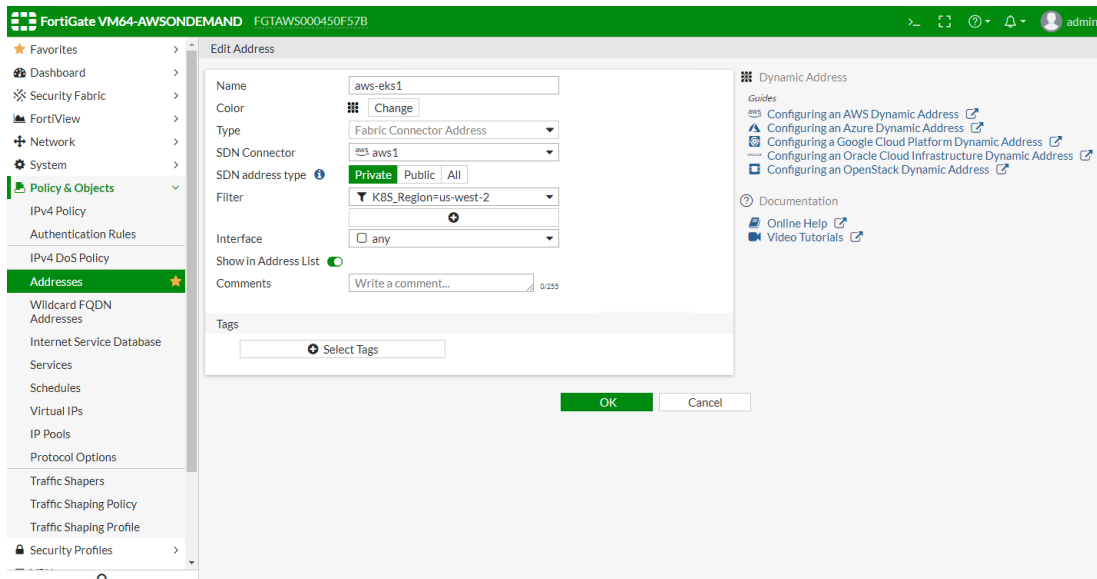 FortiGate VM64-AWSONDEMAND FGTAWS000450F57B
>_ admin
Favorites
Dashboard
Security Fabric
FortiView
Network
System
Policy & Objects
IPv4 Policy
Authentication Rules
IPv4 DoS Policy
Addresses
Wildcard FQDN
Addresses
Internet Service Database
Services
Schedules
Virtual IPs
IP Pools
Protocol Options
Traffic Shapers
Traffic Shaping Policy
Traffic Shaping Profile
Security Profiles
Edit Address
Name aws-eks1
Color Change
Type Fabric Connector Address
SDN Connector aws aws1
SDN address type Private Public All
Filter K8S_Region=us-west-2
Interface any
Show in Address List
Comments Write a comment... 0/255
Tags
Select Tags
OK Cancel
Dynamic Address
Guides
aws Configuring an AWS Dynamic Address
Configuring an Azure Dynamic Address
Configuring a Google Cloud Platform Dynamic Address
Configuring an Oracle Cloud Infrastructure Dynamic Address
Configuring an OpenStack Dynamic Address
Documentation
Online Help
Video Tutorials